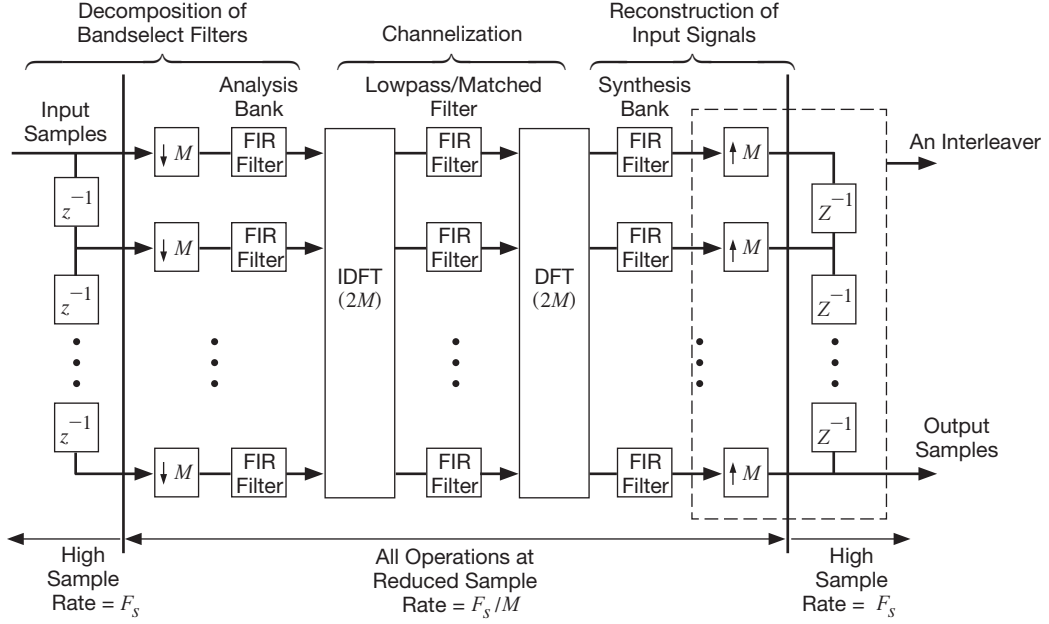 Decomposition of
Bandselect Filters
Channelization
Reconstruction of
Input Signals
Input
Samples
Analysis
Bank
Lowpass/Matched
Filter
Synthesis
Bank
An Interleaver
↓ M
FIR
Filter
FIR
Filter
FIR
Filter
↑ M
z⁻¹
Z⁻¹
↓ M
FIR
Filter
FIR
Filter
FIR
Filter
↑ M
IDFT
(2M)
DFT
(2M)
z⁻¹
Z⁻¹
z⁻¹
Z⁻¹
↓ M
FIR
Filter
FIR
Filter
FIR
Filter
↑ M
Output
Samples
High
Sample
Rate = Fₛ
All Operations at
Reduced Sample
Rate = Fₛ/M
High
Sample
Rate = Fₛ